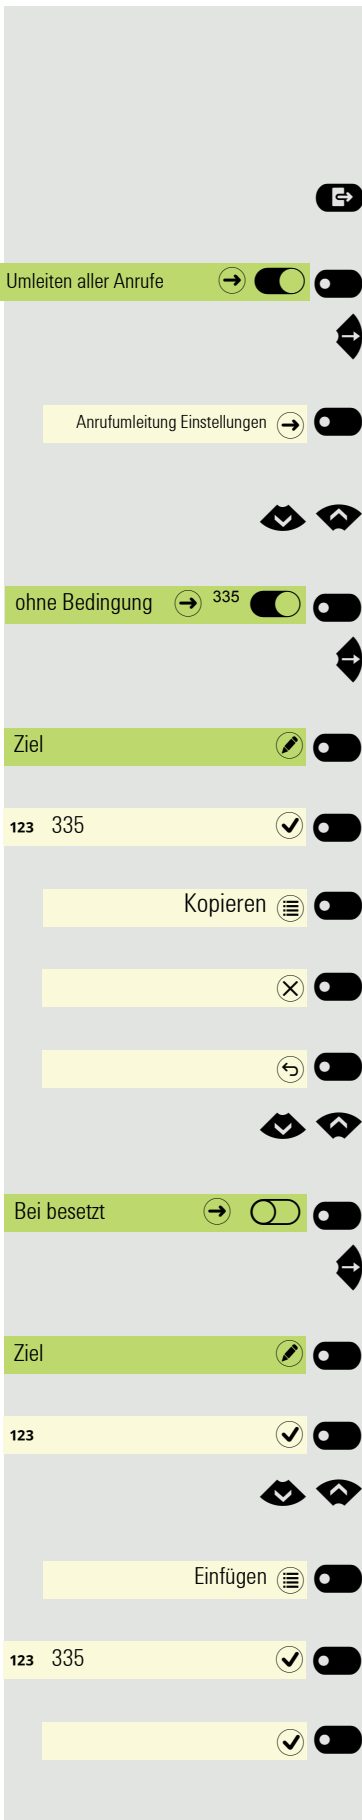 Umleiten aller Anrufe
Anrufumleitung Einstellungen
ohne Bedingung 335
Ziel
123 335
Kopieren
Bei besetzt
Ziel
123
Einfügen
123 335